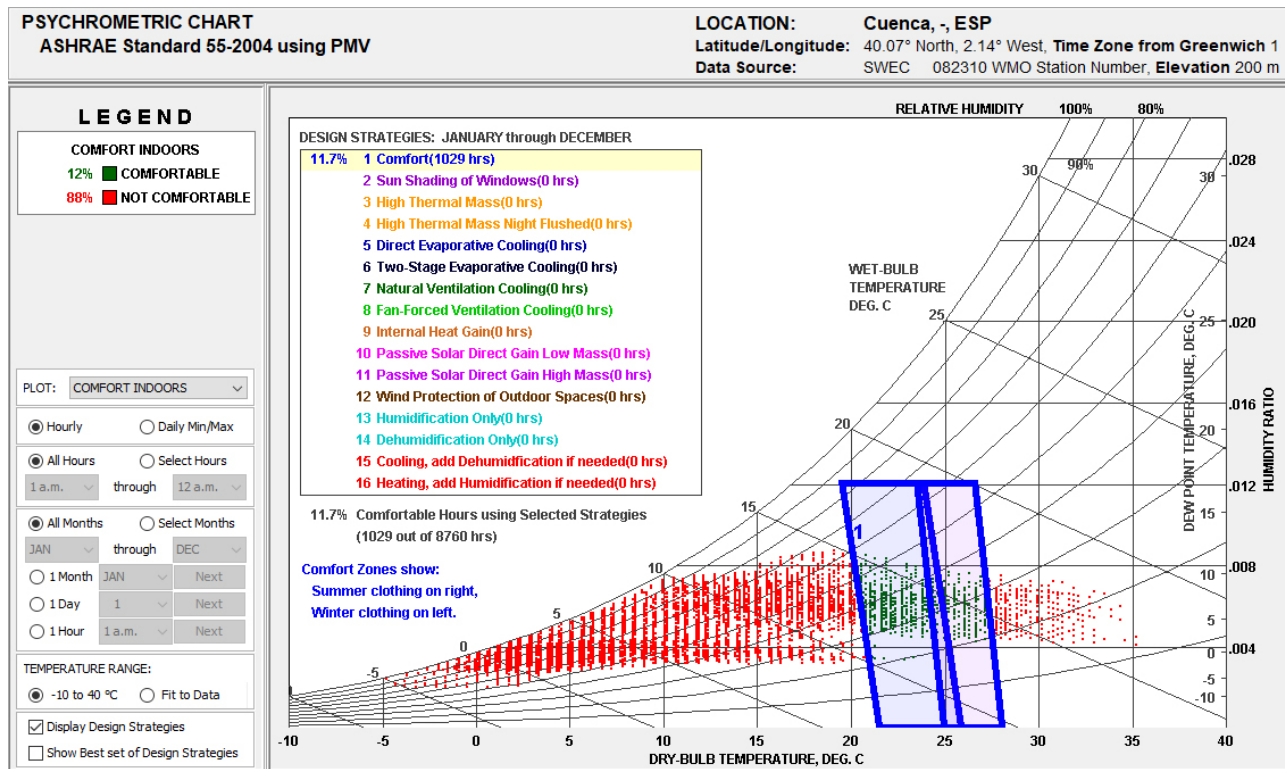 PSYCHROMETRIC CHART
ASHRAE Standard 55-2004 using PMV
LOCATION: Cuenca, -, ESP
Latitude/Longitude: 40.07° North, 2.14° West, Time Zone from Greenwich 1
Data Source: SWEC 082310 WMO Station Number, Elevation 200 m
LEGEND
COMFORT INDOORS
12% COMFORTABLE
88% NOT COMFORTABLE
PLOT: COMFORT INDOORS
Hourly Daily Min/Max
All Hours Select Hours
1 a.m. through 12 a.m.
All Months Select Months
JAN through DEC
1 Month JAN Next
1 Day 1 Next
1 Hour 1 a.m. Next
TEMPERATURE RANGE:
-10 to 40 ºC Fit to Data
Display Design Strategies
Show Best set of Design Strategies
DESIGN STRATEGIES: JANUARY through DECEMBER
11.7% 1 Comfort(1029 hrs)
2 Sun Shading of Windows(0 hrs)
3 High Thermal Mass(0 hrs)
4 High Thermal Mass Night Flushed(0 hrs)
5 Direct Evaporative Cooling(0 hrs)
6 Two-Stage Evaporative Cooling(0 hrs)
7 Natural Ventilation Cooling(0 hrs)
8 Fan-Forced Ventilation Cooling(0 hrs)
9 Internal Heat Gain(0 hrs)
10 Passive Solar Direct Gain Low Mass(0 hrs)
11 Passive Solar Direct Gain High Mass(0 hrs)
12 Wind Protection of Outdoor Spaces(0 hrs)
13 Humidification Only(0 hrs)
14 Dehumidification Only(0 hrs)
15 Cooling, add Dehumidfication if needed(0 hrs)
16 Heating, add Humidification if needed(0 hrs)
11.7% Comfortable Hours using Selected Strategies
(1029 out of 8760 hrs)
Comfort Zones show:
Summer clothing on right,
Winter clothing on left.
RELATIVE HUMIDITY 100% 80%
90%
WET-BULB
TEMPERATURE
DEG. C
-5
0
5
10
15
20
25
30
1
DEW POINT TEMPERATURE, DEG. C
30
25
20
15
10
5
0
-5
-10
HUMIDITY RATIO
.028
.024
.020
.016
.012
.008
.004
-10 -5 0 5 10 15 20 25 30 35 40
DRY-BULB TEMPERATURE, DEG. C